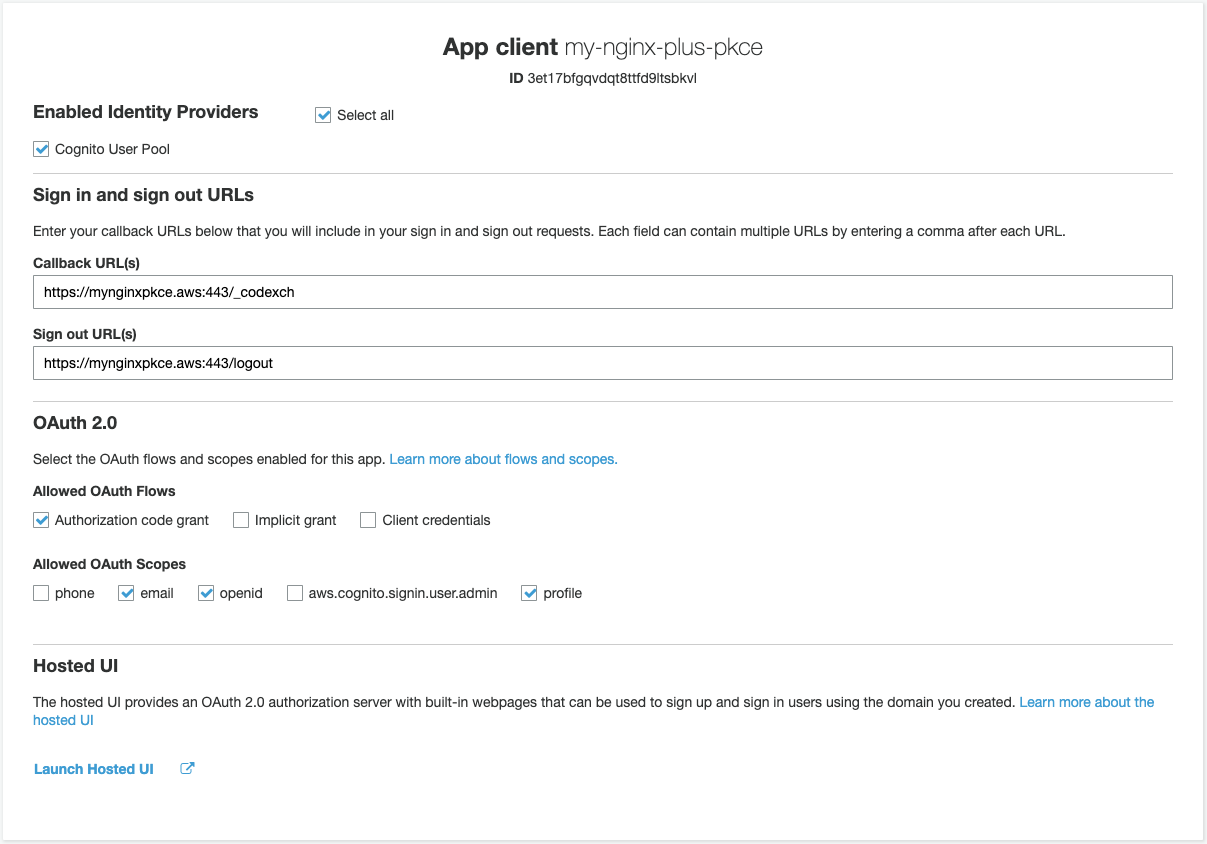 App client my-nginx-plus-pkce
ID 3et17bfgqvdqt8ttfd9ltsbkvl
Enabled Identity Providers
Select all
Cognito User Pool
Sign in and sign out URLs
Enter your callback URLs below that you will include in your sign in and sign out requests. Each field can contain multiple URLs by entering a comma after each URL.
Callback URL(s)
https://mynginxpkce.aws:443/_codexch
Sign out URL(s)
https://mynginxpkce.aws:443/logout
OAuth 2.0
Select the OAuth flows and scopes enabled for this app. Learn more about flows and scopes.
Allowed OAuth Flows
Authorization code grant Implicit grant Client credentials
Allowed OAuth Scopes
phone email openid aws.cognito.signin.user.admin profile
Hosted UI
The hosted UI provides an OAuth 2.0 authorization server with built-in webpages that can be used to sign up and sign in users using the domain you created. Learn more about the
hosted UI
Launch Hosted UI